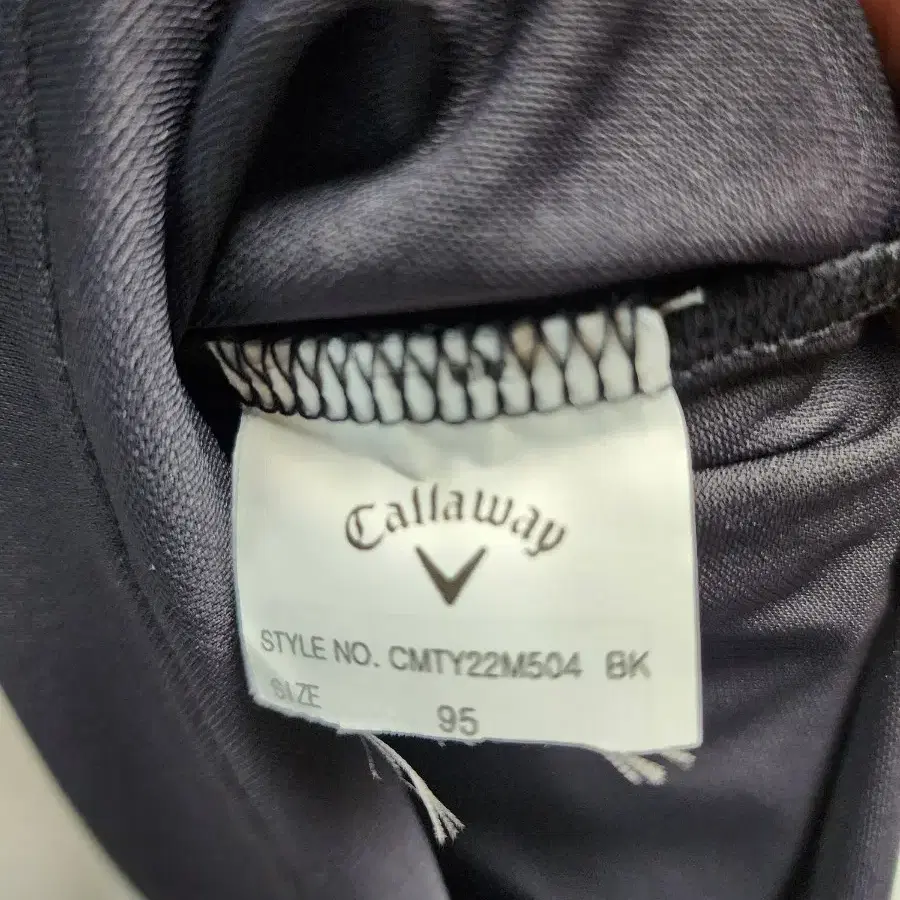 Callaway
STYLE NO. CMTY22M504 BK
SIZE
95